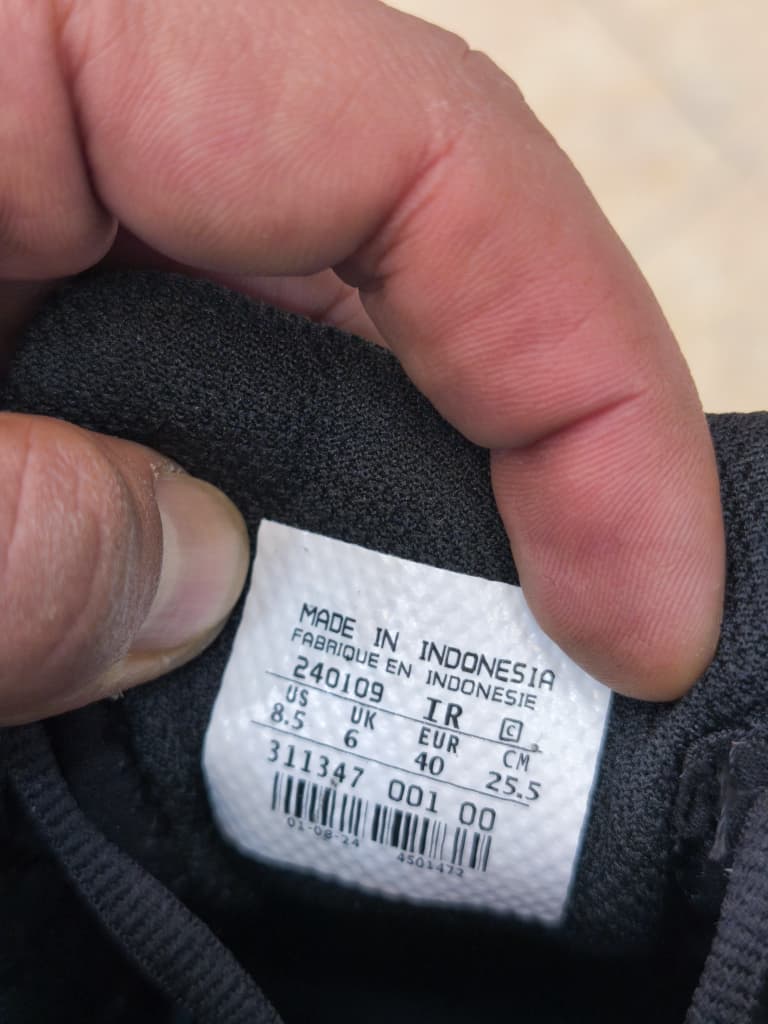 MADE IN INDONESIA
FABRIQUE EN INDONESIE
240109 IR C
US UK EUR CM
8.5 6 40 25.5
311347 001 00
01-08-24 4501472